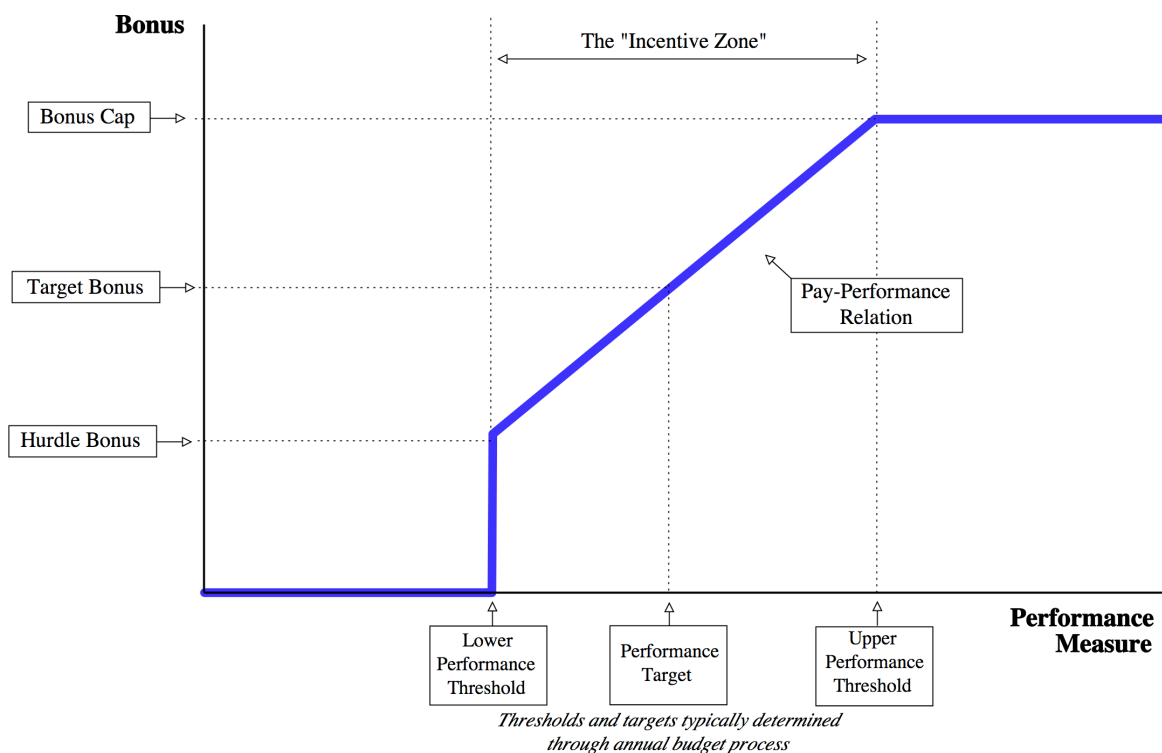 Bonus
The "Incentive Zone"
Bonus Cap
Target Bonus
Pay-Performance
Relation
Hurdle Bonus
Performance
Measure
Lower
Performance
Threshold
Performance
Target
Upper
Performance
Threshold
Thresholds and targets typically determined
through annual budget process